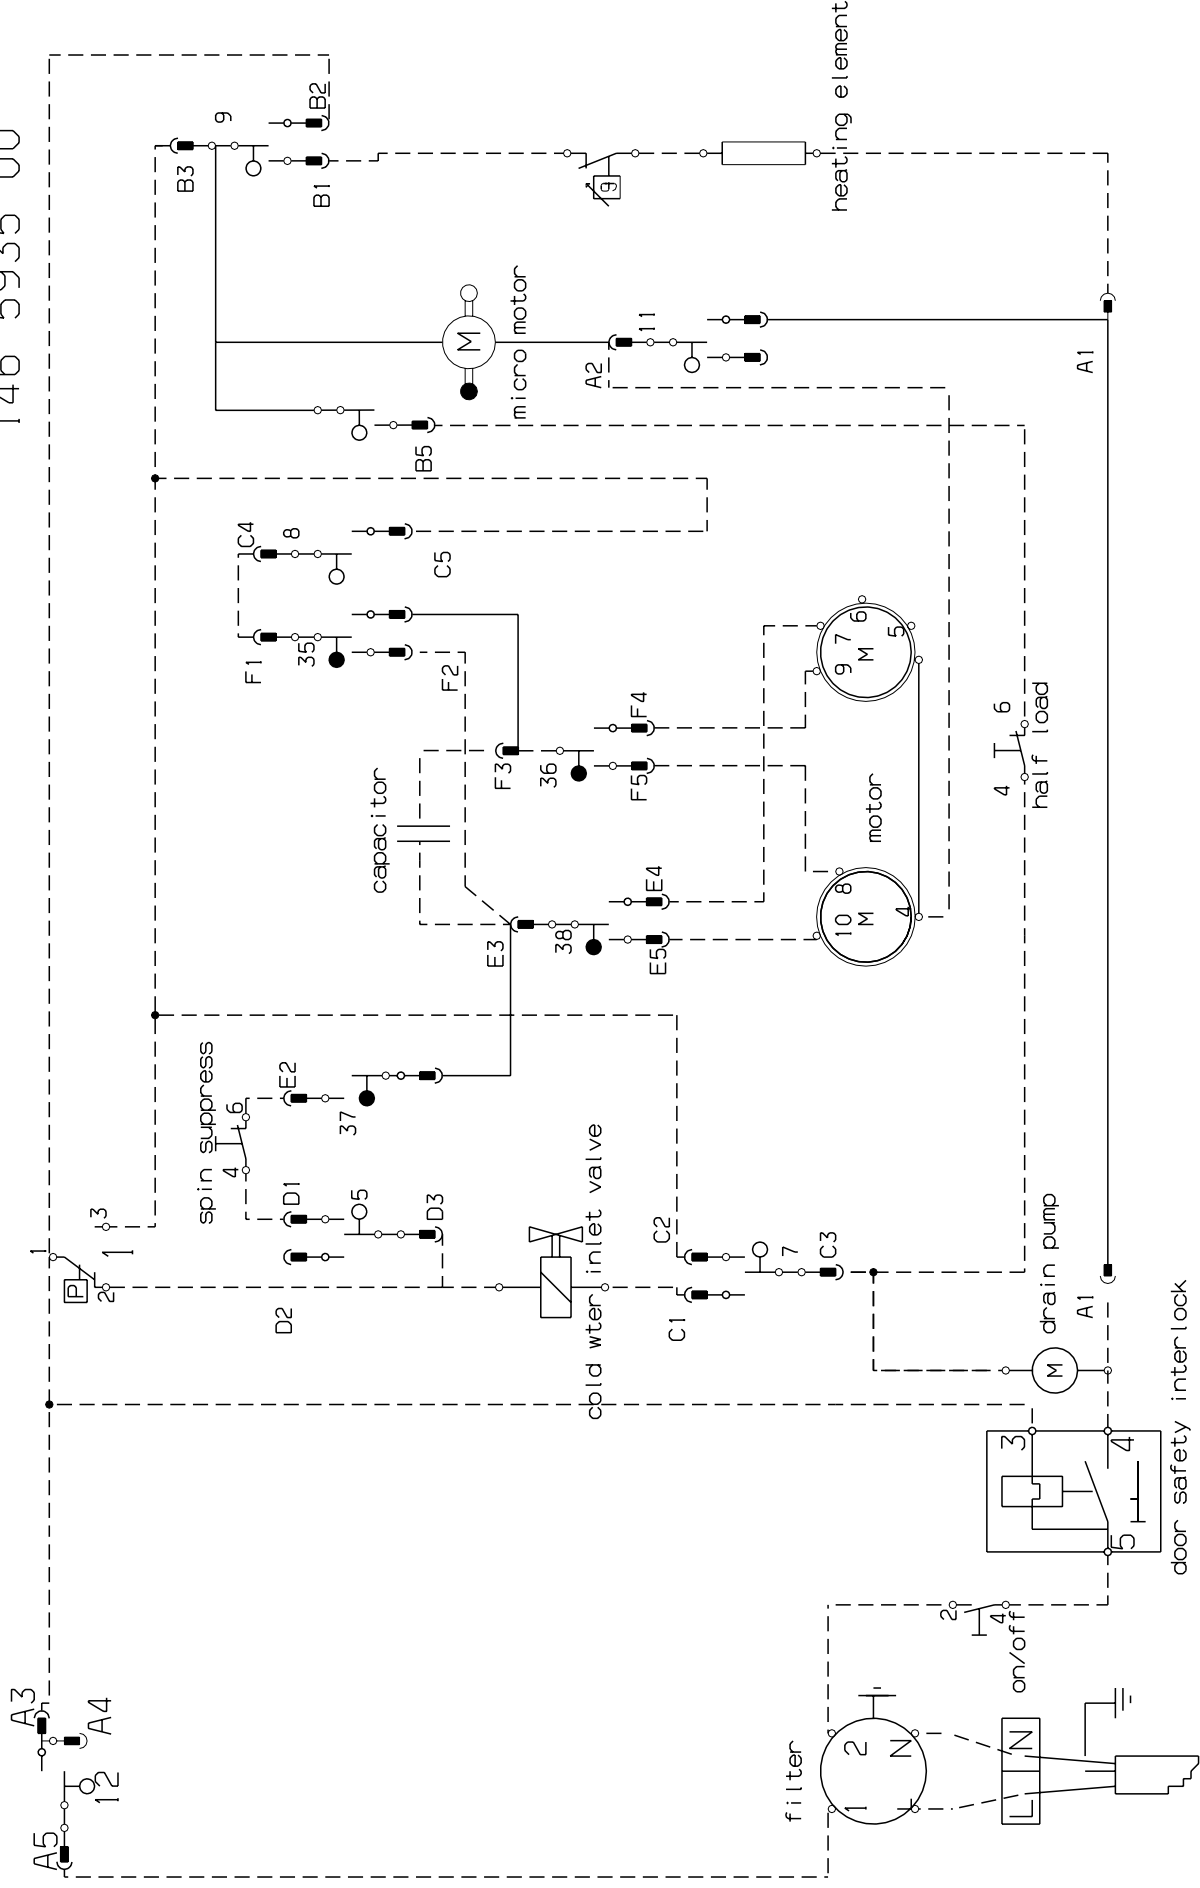 A5
A3
A4
12
1
P
2
3
1
B3
9
B2
B1
spin suppress
4
6
C4
8
F1
35
D2
D1
E2
5
37
D3
capacitor
F2
C5
B5
micro motor
M
E3
38
F3
36
A2
11
9
cold wter inlet valve
C1
C2
E5
E4
F5
F4
7
C3
filter
1
2
L
N
10
8
M
4
motor
9
7
6
M
5
heating element
2
4
on/off
L
N
4
6
half load
3
M
drain pump
5
4
door safety interlock
A1
A1